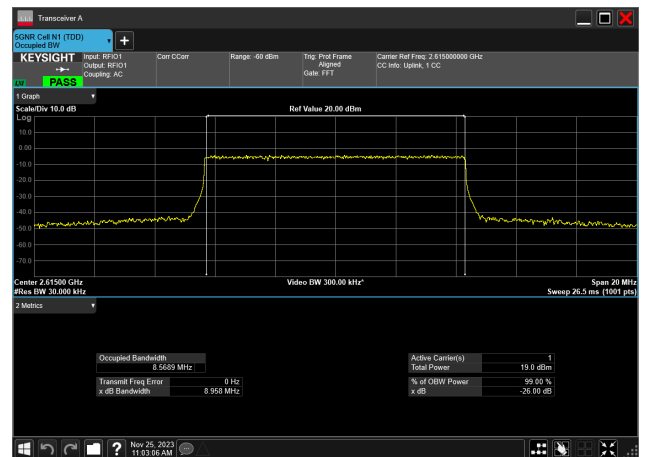 Transceiver A
5GNR Cell N1 (TDD)
Occupied BW
KEYSIGHT
LXI
PASS
Input: RFIO1
Output: RFIO1
Coupling: AC
Corr CCorr
Range: -60 dBm
Trig: Prot Frame
Aligned
Gate: FFT
Carrier Ref Freq: 2.615000000 GHz
CC Info: Uplink, 1 CC
1 Graph
Scale/Div 10.0 dB
Ref Value 20.00 dBm
Log
10.0
0.00
-10.0
-20.0
-30.0
-40.0
-50.0
-60.0
-70.0
Center 2.61500 GHz
Video BW 300.00 kHz*
Span 20 MHz
#Res BW 30.000 kHz
Sweep 26.5 ms (1001 pts)
2 Metrics
Occupied Bandwidth
8.5689 MHz
Transmit Freq Error 0 Hz
x dB Bandwidth 8.958 MHz
Active Carrier(s) 1
Total Power 19.0 dBm
% of OBW Power 99.00 %
x dB -26.00 dB
?
Nov 25, 2023
11:03:06 AM